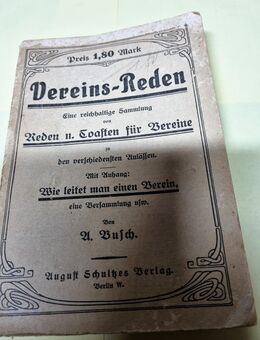 Preis 1,80 Mark
Vereins-Reden
Eine reichhaltige Sammlung
von
Reden u. Toasten für Vereine
zu
den verschiedensten Anlässen.
Mit Anhang:
Wie leitet man einen Verein,
eine Versammlung usw.
Von
A. Busch.
August Schultzes Verlag.
Berlin W.